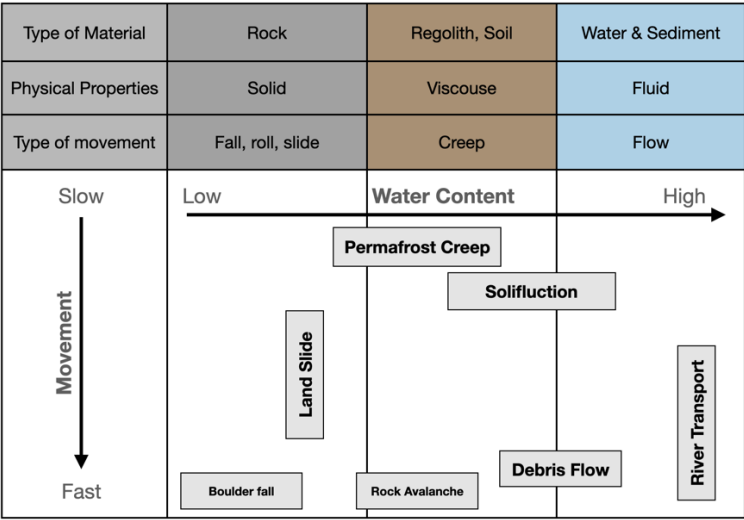 Type of Material
Rock
Regolith, Soil
Water & Sediment
Physical Properties
Solid
Viscouse
Fluid
Type of movement
Fall, roll, slide
Creep
Flow
Slow
Low
Water Content
High
Permafrost Creep
Solifluction
Movement
Land Slide
River Transport
Debris Flow
Fast
Boulder fall
Rock Avalanche